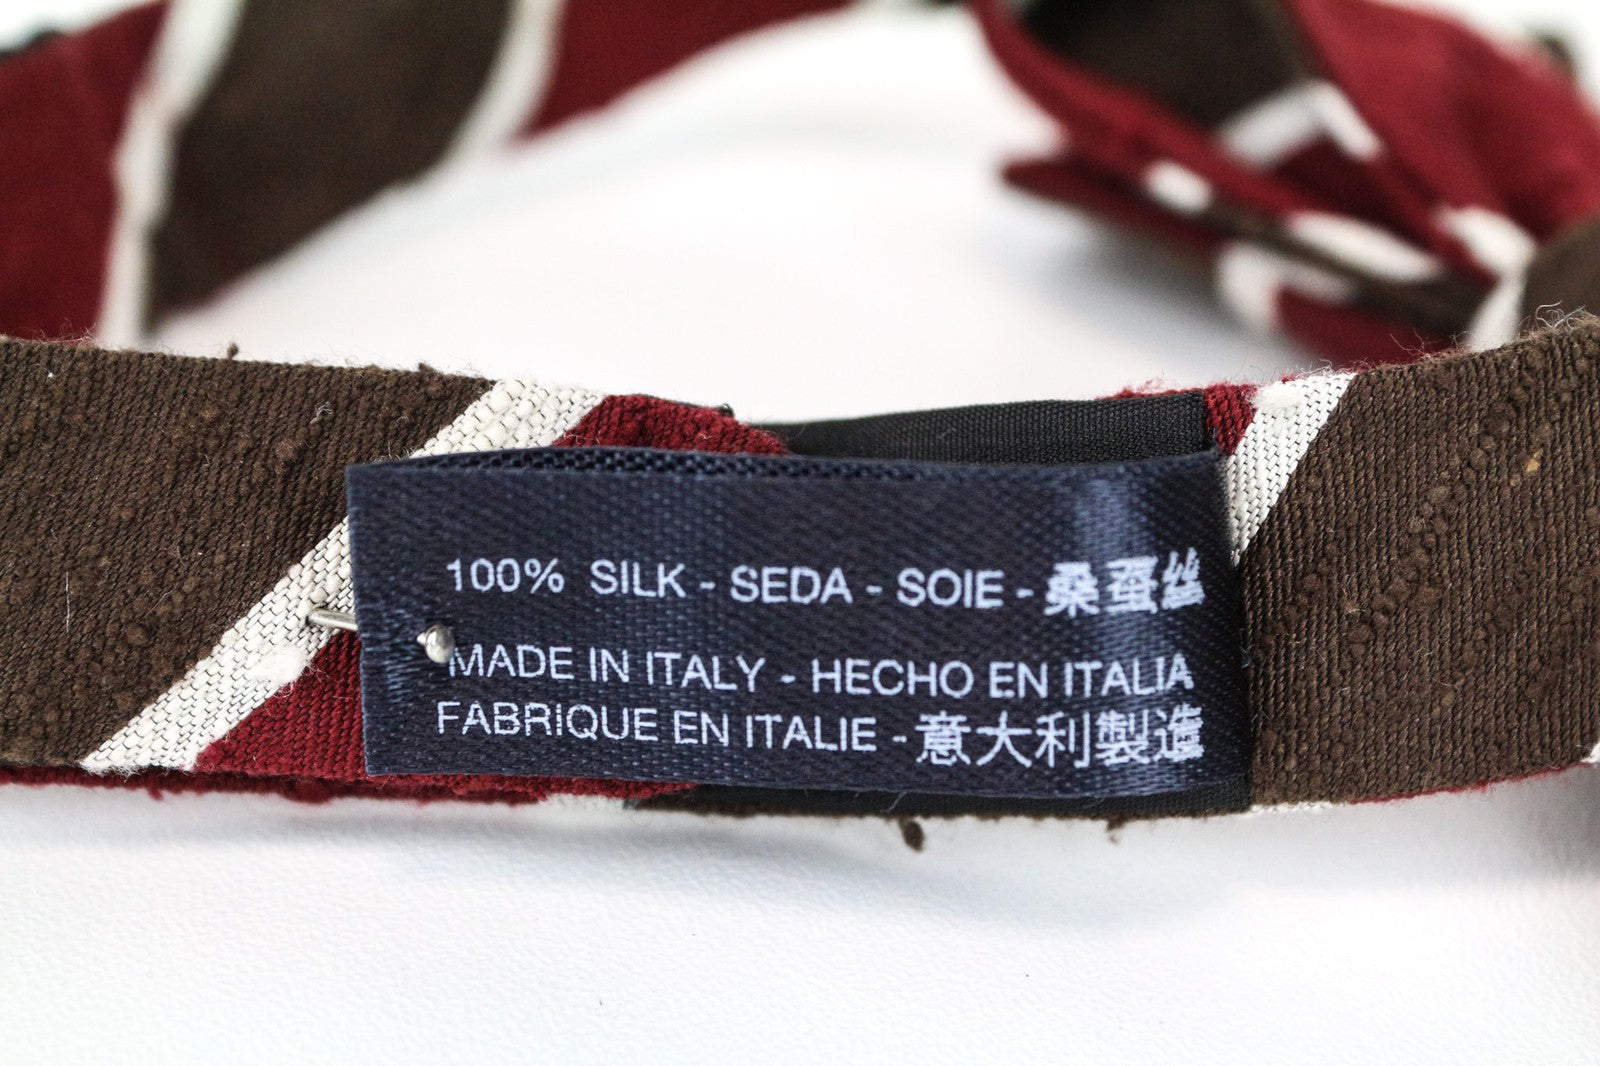 100% SILK - SEDA - SOIE - 桑蚕丝
MADE IN ITALY - HECHO EN ITALIA
FABRIQUE EN ITALIE - 意大利製造